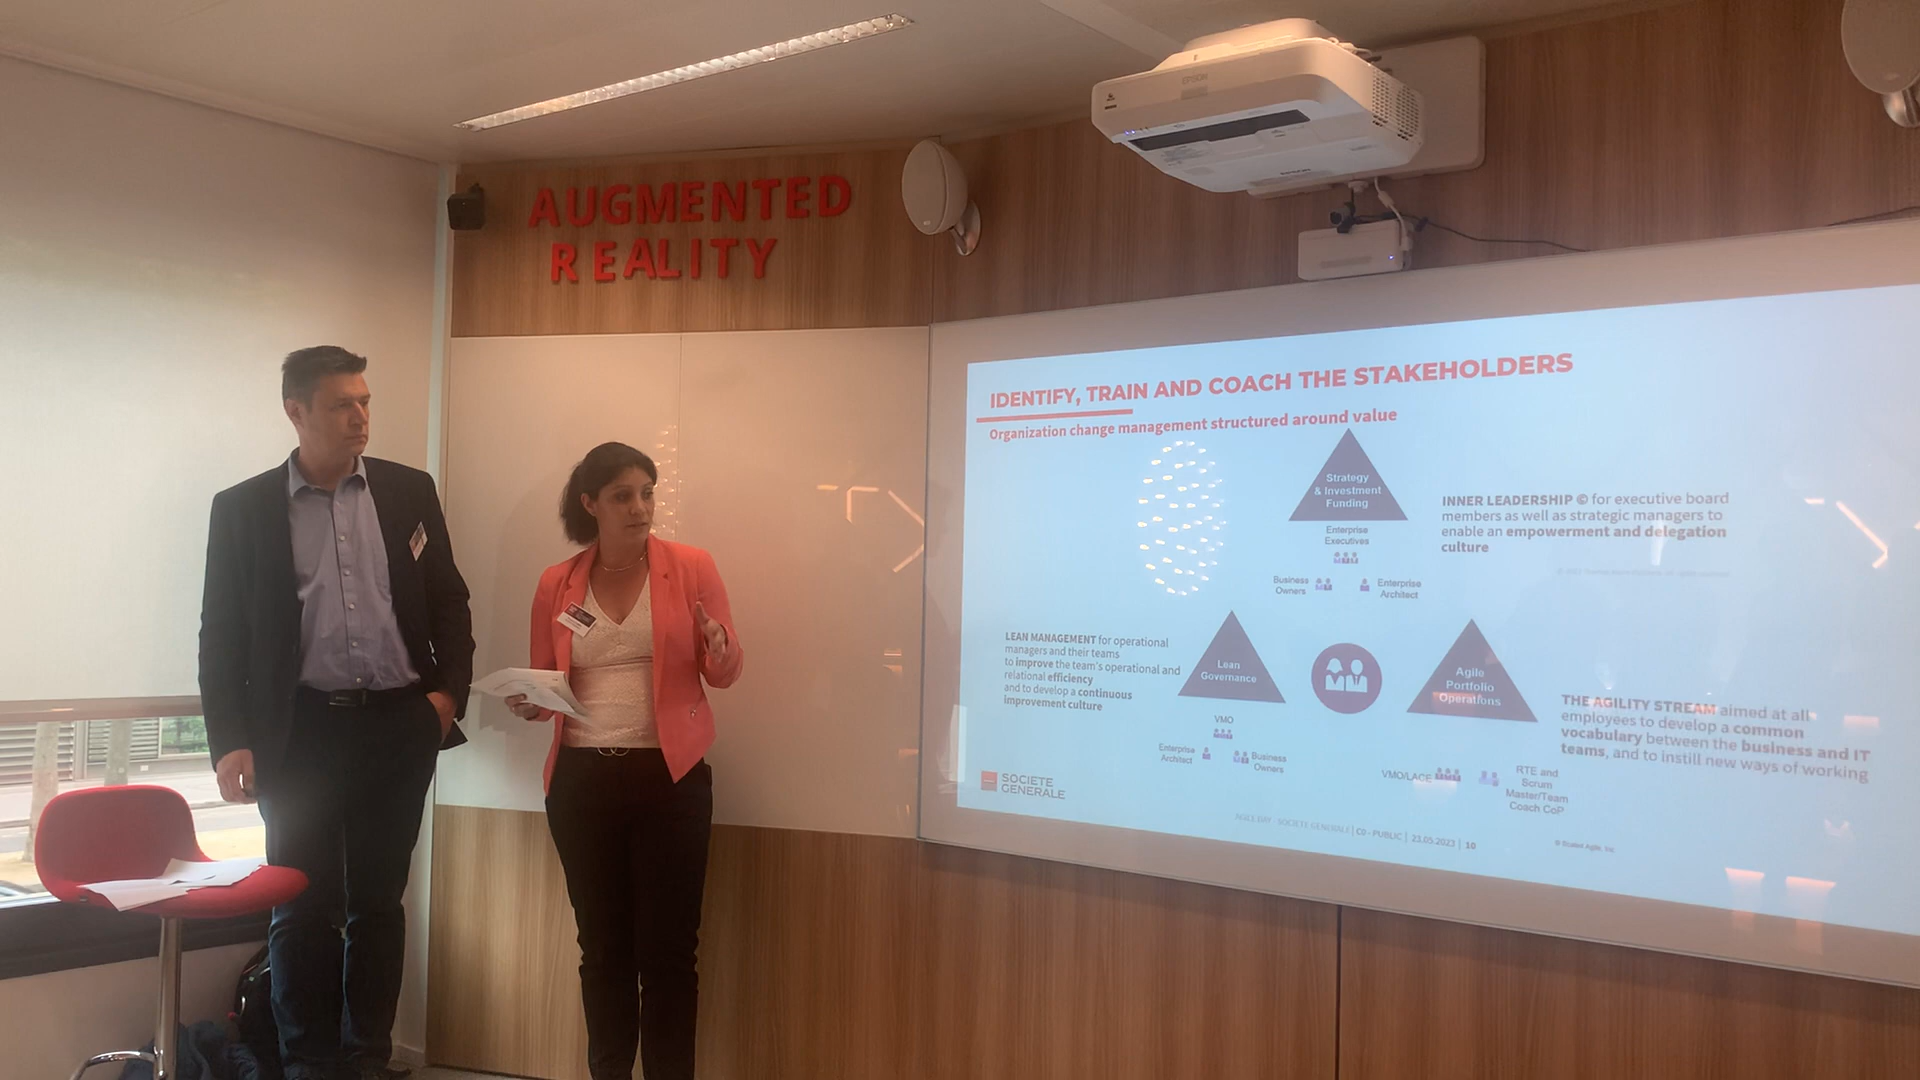 AUGMENTED
REALITY
EPSON
IDENTIFY, TRAIN AND COACH THE STAKEHOLDERS
Organization change management structured around value
Strategy
& Investment
Funding
Enterprise
Executives
Business
Owners
Enterprise
Architect
INNER LEADERSHIP © for executive board
members as well as strategic managers to
enable an empowerment and delegation
culture
LEAN MANAGEMENT for operational
managers and their teams
to improve the team's operational and
relational efficiency
and to develop a continuous
improvement culture
Lean
Governance
VMO
Enterprise
Architect
Business
Owners
Agile
Portfolio
Operations
VMO/LACE
RTE and
Scrum
Master/Team
Coach CoP
THE AGILITY STREAM aimed at all
employees to develop a common
vocabulary between the business and IT
teams, and to instill new ways of working
SOCIETE
GENERALE
AGILE DAY - SOCIETE GENERALE | C0 - PUBLIC | 23.05.2023 | 10
© Scaled Agile, Inc.